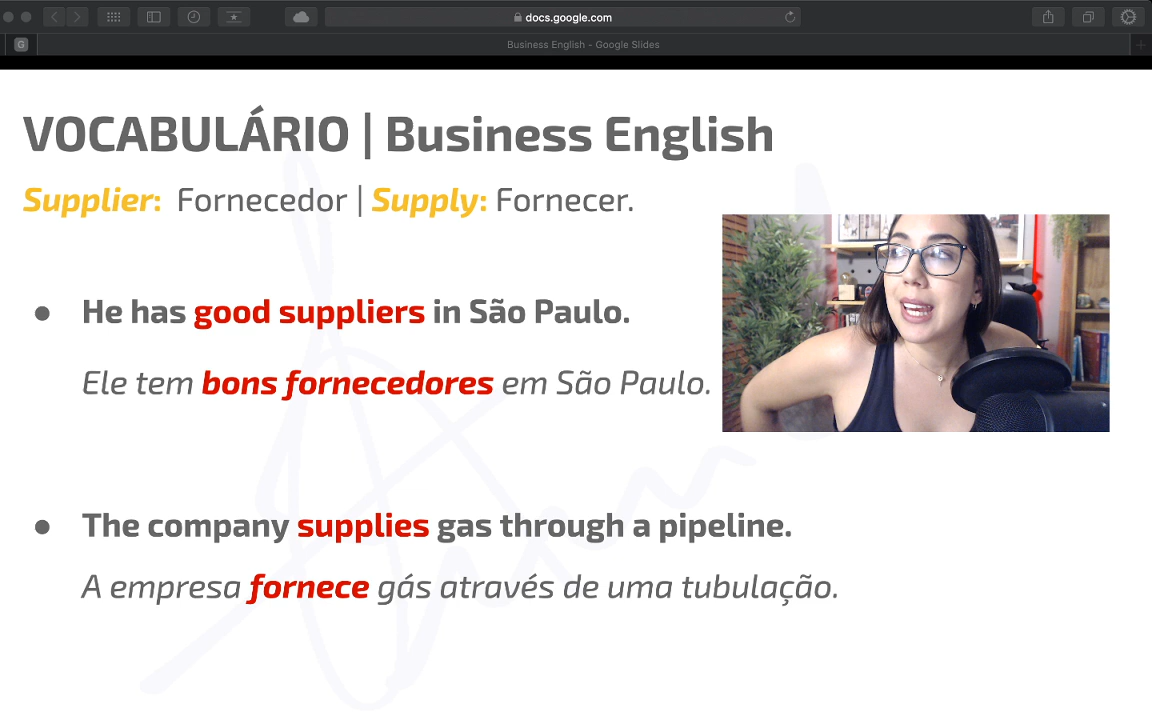 docs.google.com
G
Business English - Google Slides
VOCABULÁRIO | Business English
Supplier: Fornecedor | Supply: Fornecer.
● He has good suppliers in São Paulo.
Ele tem bons fornecedores em São Paulo.
● The company supplies gas through a pipeline.
A empresa fornece gás através de uma tubulação.